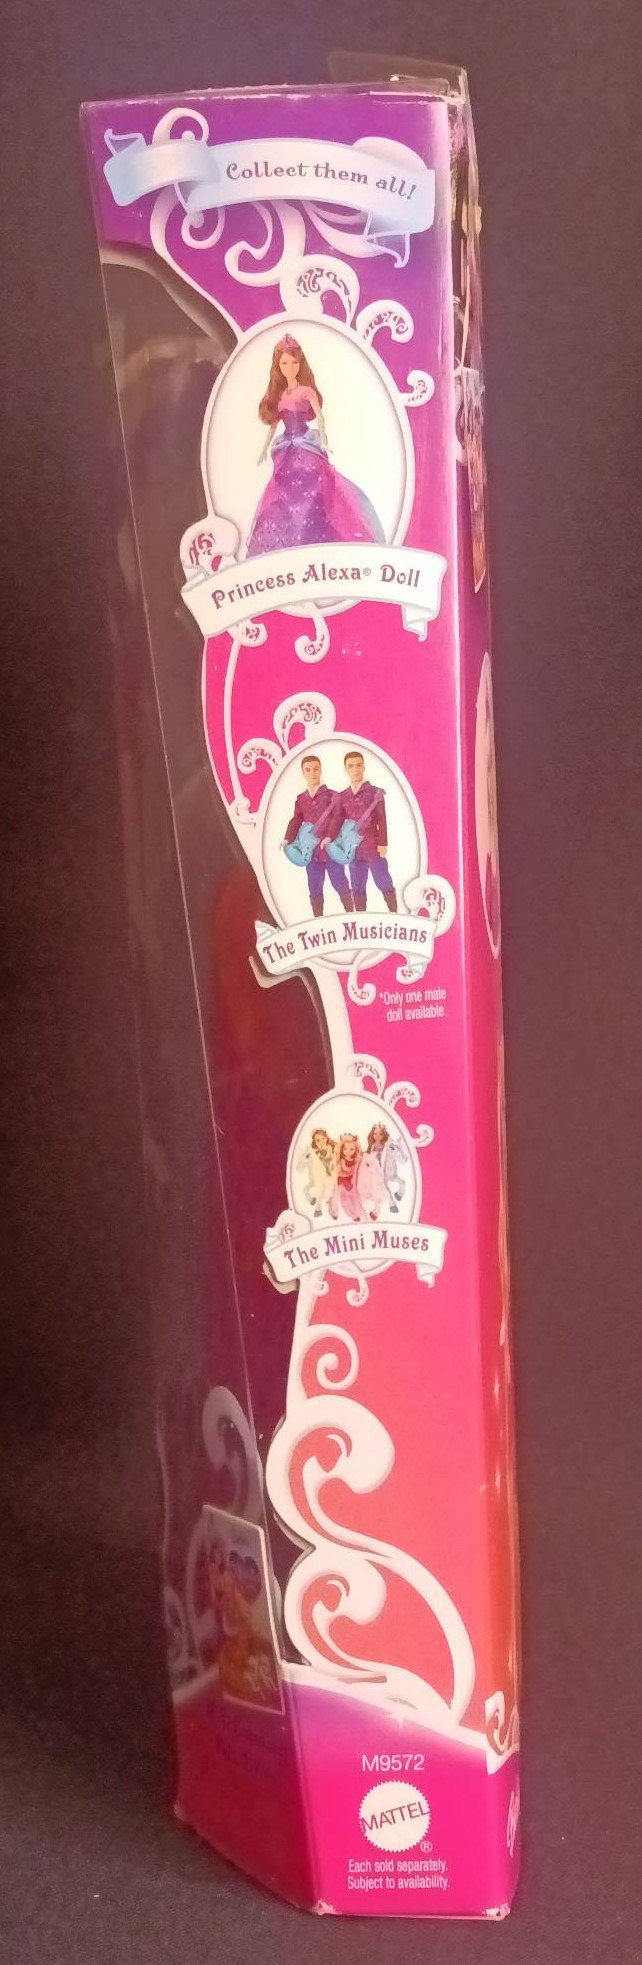 Collect them all!
Princess Alexa® Doll
The Twin Musicians
*Only one male
doll available.
The Mini Muses
M9572
MATTEL
®
Each sold separately.
Subject to availability.